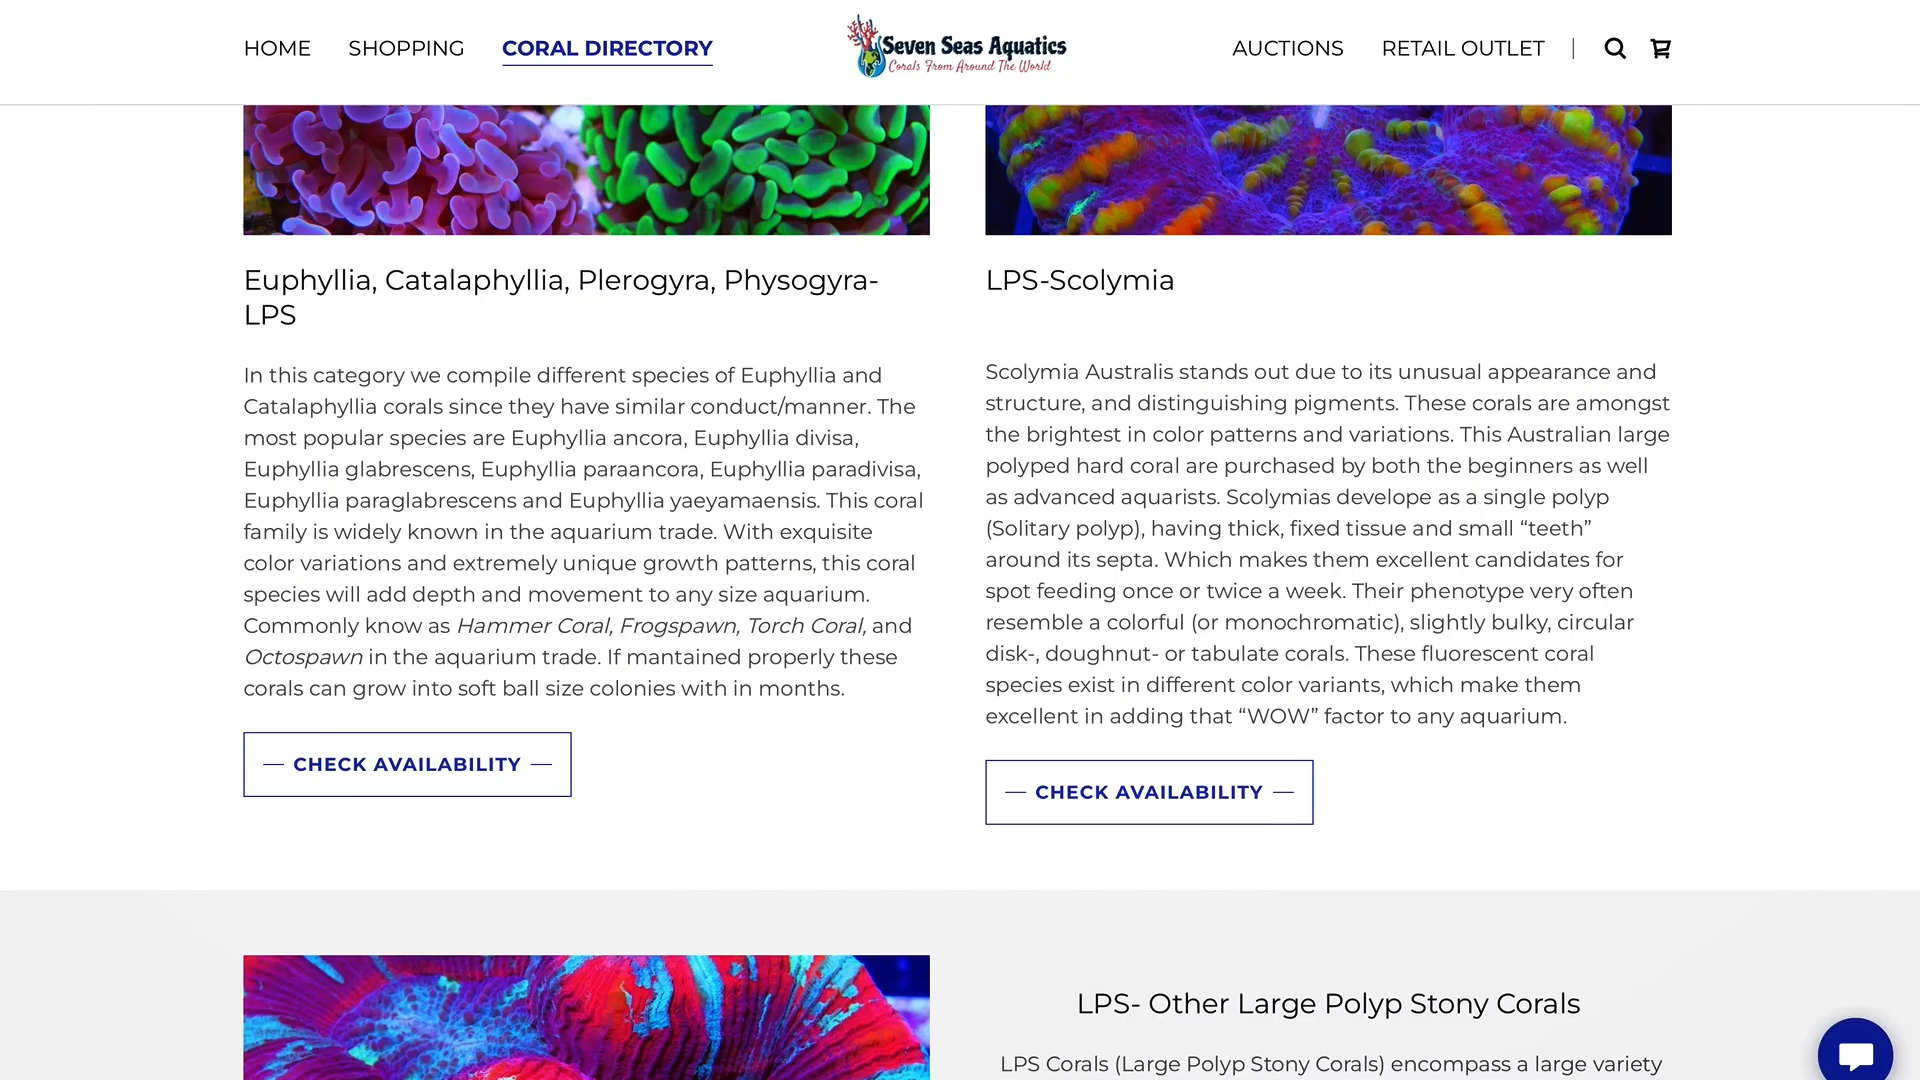 HOME
SHOPPING
CORAL DIRECTORY
Seven Seas Aquatics
Corals From Around The World
AUCTIONS
RETAIL OUTLET
Euphyllia, Catalaphyllia, Plerogyra, Physogyra-
LPS
In this category we compile different species of Euphyllia and
Catalaphyllia corals since they have similar conduct/manner. The
most popular species are Euphyllia ancora, Euphyllia divisa,
Euphyllia glabrescens, Euphyllia paraancora, Euphyllia paradivisa,
Euphyllia paraglabrescens and Euphyllia yaeyamaensis. This coral
family is widely known in the aquarium trade. With exquisite
color variations and extremely unique growth patterns, this coral
species will add depth and movement to any size aquarium.
Commonly know as Hammer Coral, Frogspawn, Torch Coral, and
Octospawn in the aquarium trade. If mantained properly these
corals can grow into soft ball size colonies with in months.
— CHECK AVAILABILITY —
LPS-Scolymia
Scolymia Australis stands out due to its unusual appearance and
structure, and distinguishing pigments. These corals are amongst
the brightest in color patterns and variations. This Australian large
polyped hard coral are purchased by both the beginners as well
as advanced aquarists. Scolymias develope as a single polyp
(Solitary polyp), having thick, fixed tissue and small “teeth”
around its septa. Which makes them excellent candidates for
spot feeding once or twice a week. Their phenotype very often
resemble a colorful (or monochromatic), slightly bulky, circular
disk-, doughnut- or tabulate corals. These fluorescent coral
species exist in different color variants, which make them
excellent in adding that “WOW” factor to any aquarium.
— CHECK AVAILABILITY —
LPS- Other Large Polyp Stony Corals
LPS Corals (Large Polyp Stony Corals) encompass a large variety